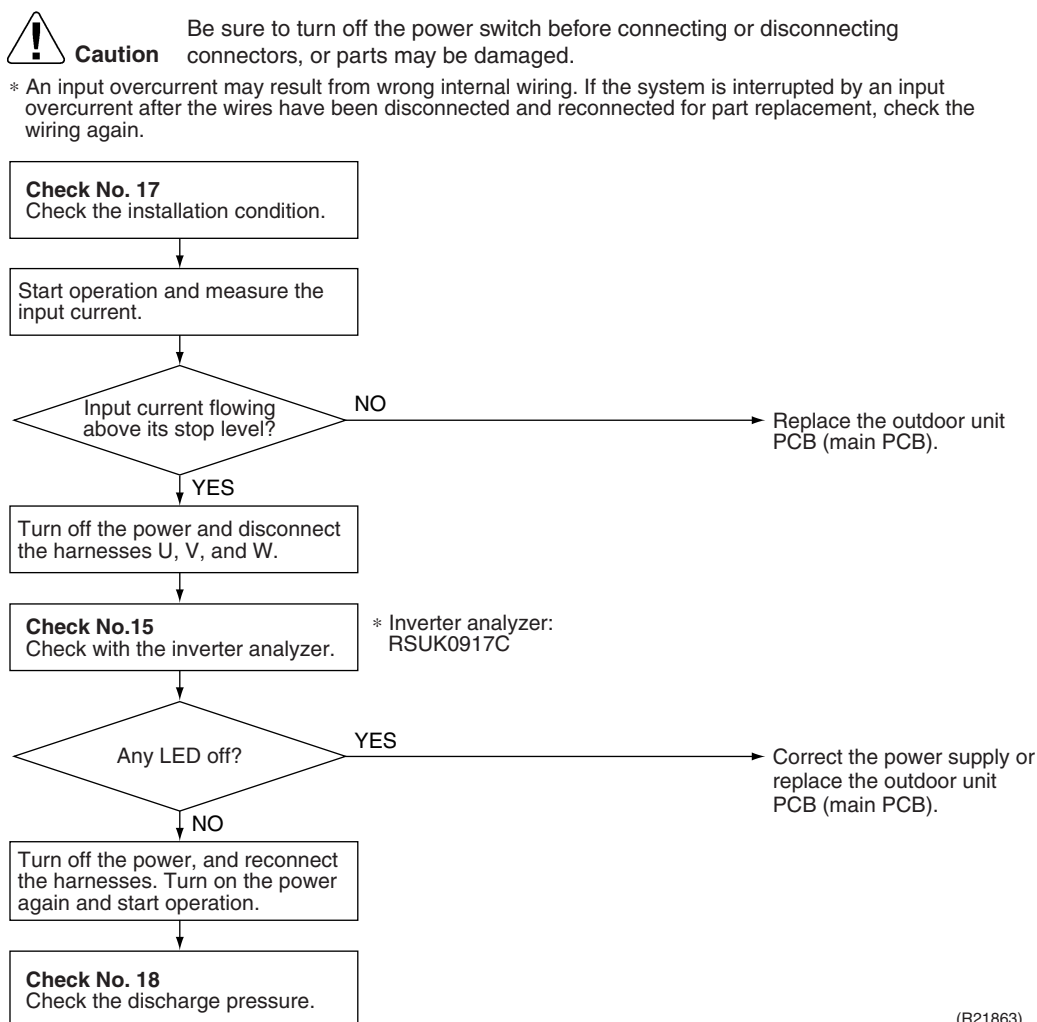 Be sure to turn off the power switch before connecting or disconnecting
Caution connectors, or parts may be damaged.
* An input overcurrent may result from wrong internal wiring. If the system is interrupted by an input
overcurrent after the wires have been disconnected and reconnected for part replacement, check the
wiring again.
Check No. 17
Check the installation condition.
Start operation and measure the
input current.
Input current flowing
above its stop level?
NO
Replace the outdoor unit
PCB (main PCB).
YES
Turn off the power and disconnect
the harnesses U, V, and W.
Check No.15
Check with the inverter analyzer.
* Inverter analyzer:
RSUK0917C
Any LED off?
YES
Correct the power supply or
replace the outdoor unit
PCB (main PCB).
NO
Turn off the power, and reconnect
the harnesses. Turn on the power
again and start operation.
Check No. 18
Check the discharge pressure.
(R21863)